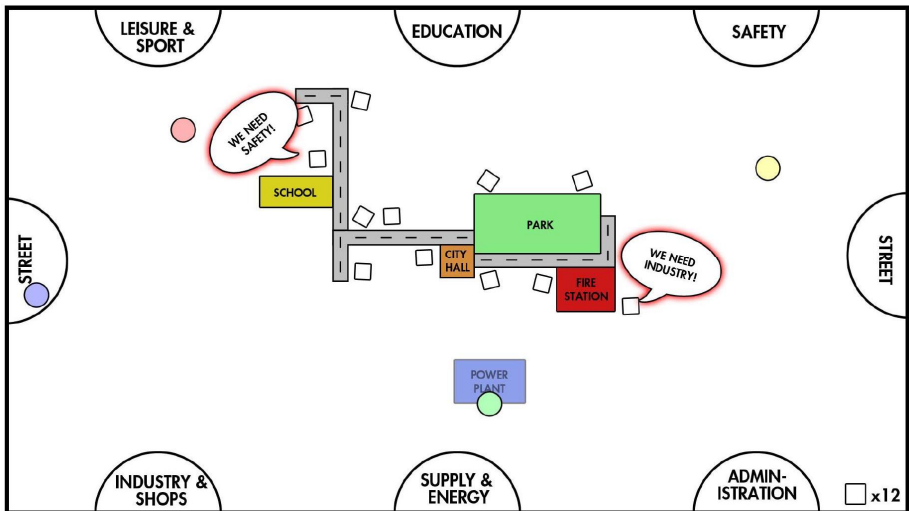 LEISURE &
SPORT
EDUCATION
SAFETY
WE NEED
SAFETY!
SCHOOL
PARK
STREET
CITY
HALL
WE NEED
INDUSTRY!
STREET
FIRE
STATION
POWER
PLANT
INDUSTRY &
SHOPS
SUPPLY &
ENERGY
ADMIN-
ISTRATION
x12